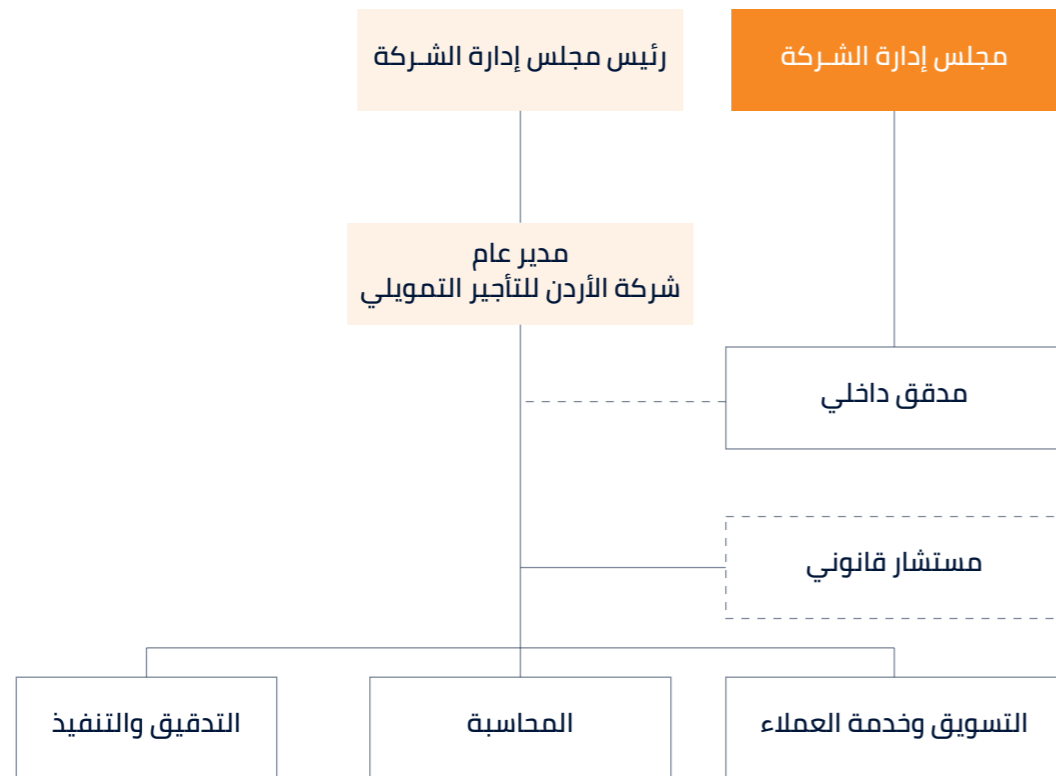 مجلس إدارة الشـركة
رئيس مجلس إدارة الشـركة
مدير عام
شركة الأردن للتأجير التمويلي
مدقق داخلي
مستشار قانوني
التسويق وخدمة العملاء
المحاسبة
التدقيق والتنفيذ